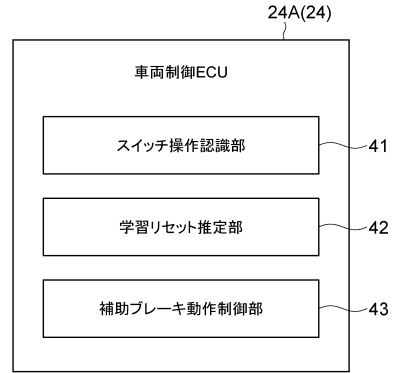 24A(24)
車両制御ECU
スイッチ操作認識部
41
学習リセット推定部
42
補助ブレーキ動作制御部
43